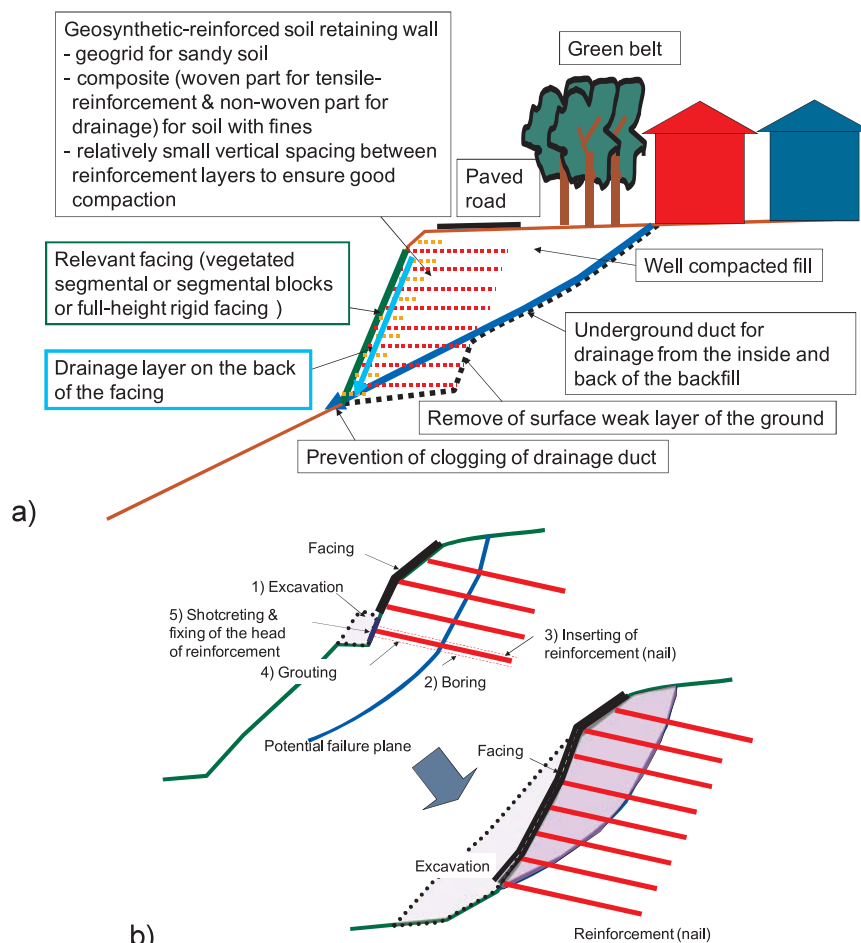 Geosynthetic-reinforced soil retaining wall
- geogrid for sandy soil
- composite (woven part for tensile-
reinforcement & non-woven part for
drainage) for soil with fines
- relatively small vertical spacing between
reinforcement layers to ensure good
compaction
Green belt
Paved
road
Relevant facing (vegetated
segmental or segmental blocks
or full-height rigid facing )
Well compacted fill
Underground duct for
drainage from the inside and
back of the backfill
Drainage layer on the back
of the facing
Remove of surface weak layer of the ground
Prevention of clogging of drainage duct
a)
Facing
1) Excavation
5) Shotcreting &
fixing of the head
of reinforcement
3) Inserting of
reinforcement (nail)
4) Grouting
2) Boring
Potential failure plane
Facing
Excavation
Reinforcement (nail)
b)